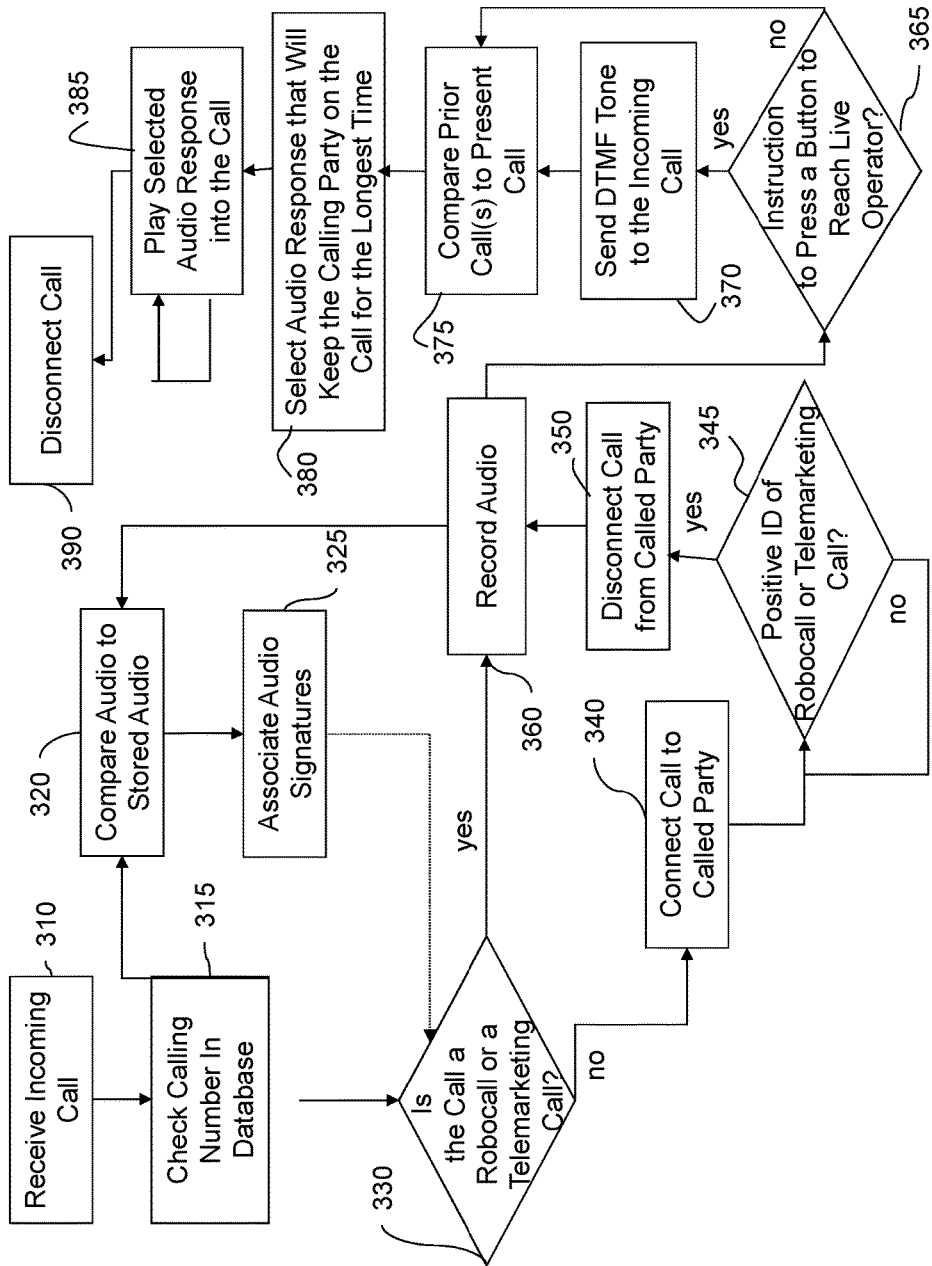 310
Receive Incoming
Call
315
Check Calling
Number In
Database
320
Compare Audio to
Stored Audio
325
Associate Audio
Signatures
330
Is
the Call a
Robocall or a
Telemarketing
Call?
yes
no
340
Connect Call to
Called Party
345
Positive ID of
Robocall or Telemarketing
Call?
yes
no
350
Disconnect Call
from Called Party
360
Record Audio
365
Instruction
to Press a Button to
Reach Live
Operator?
yes
no
370
Send DTMF Tone
to the Incoming
Call
375
Compare Prior
Call(s) to Present
Call
380
Select Audio Response that Will
Keep the Calling Party on the
Call for the Longest Time
385
Play Selected
Audio Response
into the Call
390
Disconnect Call